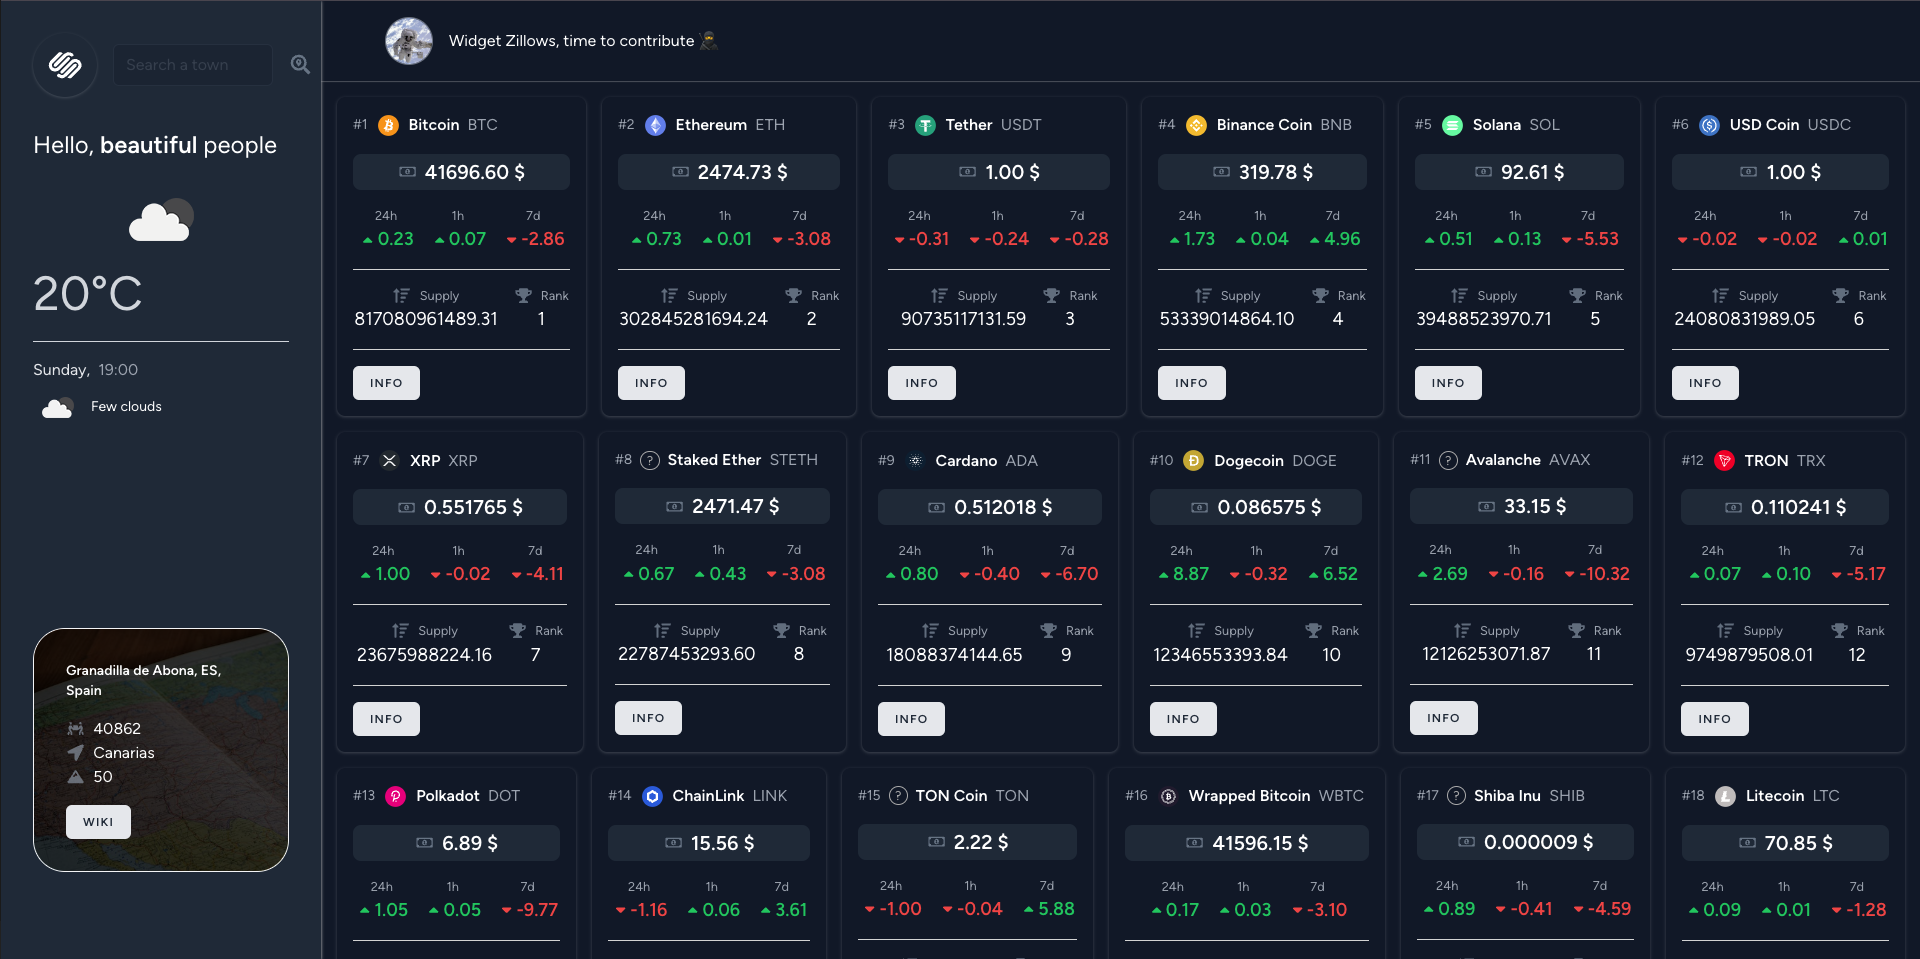 Search a town
Hello, beautiful people
20°C
Sunday, 19:00
Few clouds
Granadilla de Abona, ES,
Spain
40862
Canarias
50
WIKI
Widget Zillows, time to contribute
#1 Bitcoin BTC
41696.60 $
24h 1h 7d
0.23 0.07 -2.86
Supply Rank
817080961489.31 1
INFO
#2 Ethereum ETH
2474.73 $
24h 1h 7d
0.73 0.01 -3.08
Supply Rank
302845281694.24 2
INFO
#3 Tether USDT
1.00 $
24h 1h 7d
-0.31 -0.24 -0.28
Supply Rank
90735117131.59 3
INFO
#4 Binance Coin BNB
319.78 $
24h 1h 7d
1.73 0.04 4.96
Supply Rank
53339014864.10 4
INFO
#5 Solana SOL
92.61 $
24h 1h 7d
0.51 0.13 -5.53
Supply Rank
39488523970.71 5
INFO
#6 USD Coin USDC
1.00 $
24h 1h 7d
-0.02 -0.02 0.01
Supply Rank
24080831989.05 6
INFO
#7 XRP XRP
0.551765 $
24h 1h 7d
1.00 -0.02 -4.11
Supply Rank
23675988224.16 7
INFO
#8 ? Staked Ether STETH
2471.47 $
24h 1h 7d
0.67 0.43 -3.08
Supply Rank
22787453293.60 8
INFO
#9 Cardano ADA
0.512018 $
24h 1h 7d
0.80 -0.40 -6.70
Supply Rank
18088374144.65 9
INFO
#10 Dogecoin DOGE
0.086575 $
24h 1h 7d
8.87 -0.32 6.52
Supply Rank
12346553393.84 10
INFO
#11 ? Avalanche AVAX
33.15 $
24h 1h 7d
2.69 -0.16 -10.32
Supply Rank
12126253071.87 11
INFO
#12 TRON TRX
0.110241 $
24h 1h 7d
0.07 0.10 -5.17
Supply Rank
9749879508.01 12
INFO
#13 Polkadot DOT
6.89 $
24h 1h 7d
1.05 0.05 -9.77
#14 ChainLink LINK
15.56 $
24h 1h 7d
-1.16 0.06 3.61
#15 ? TON Coin TON
2.22 $
24h 1h 7d
-1.00 -0.04 5.88
#16 Wrapped Bitcoin WBTC
41596.15 $
24h 1h 7d
0.17 0.03 -3.10
#17 ? Shiba Inu SHIB
0.000009 $
24h 1h 7d
0.89 -0.41 -4.59
#18 Litecoin LTC
70.85 $
24h 1h 7d
0.09 0.01 -1.28